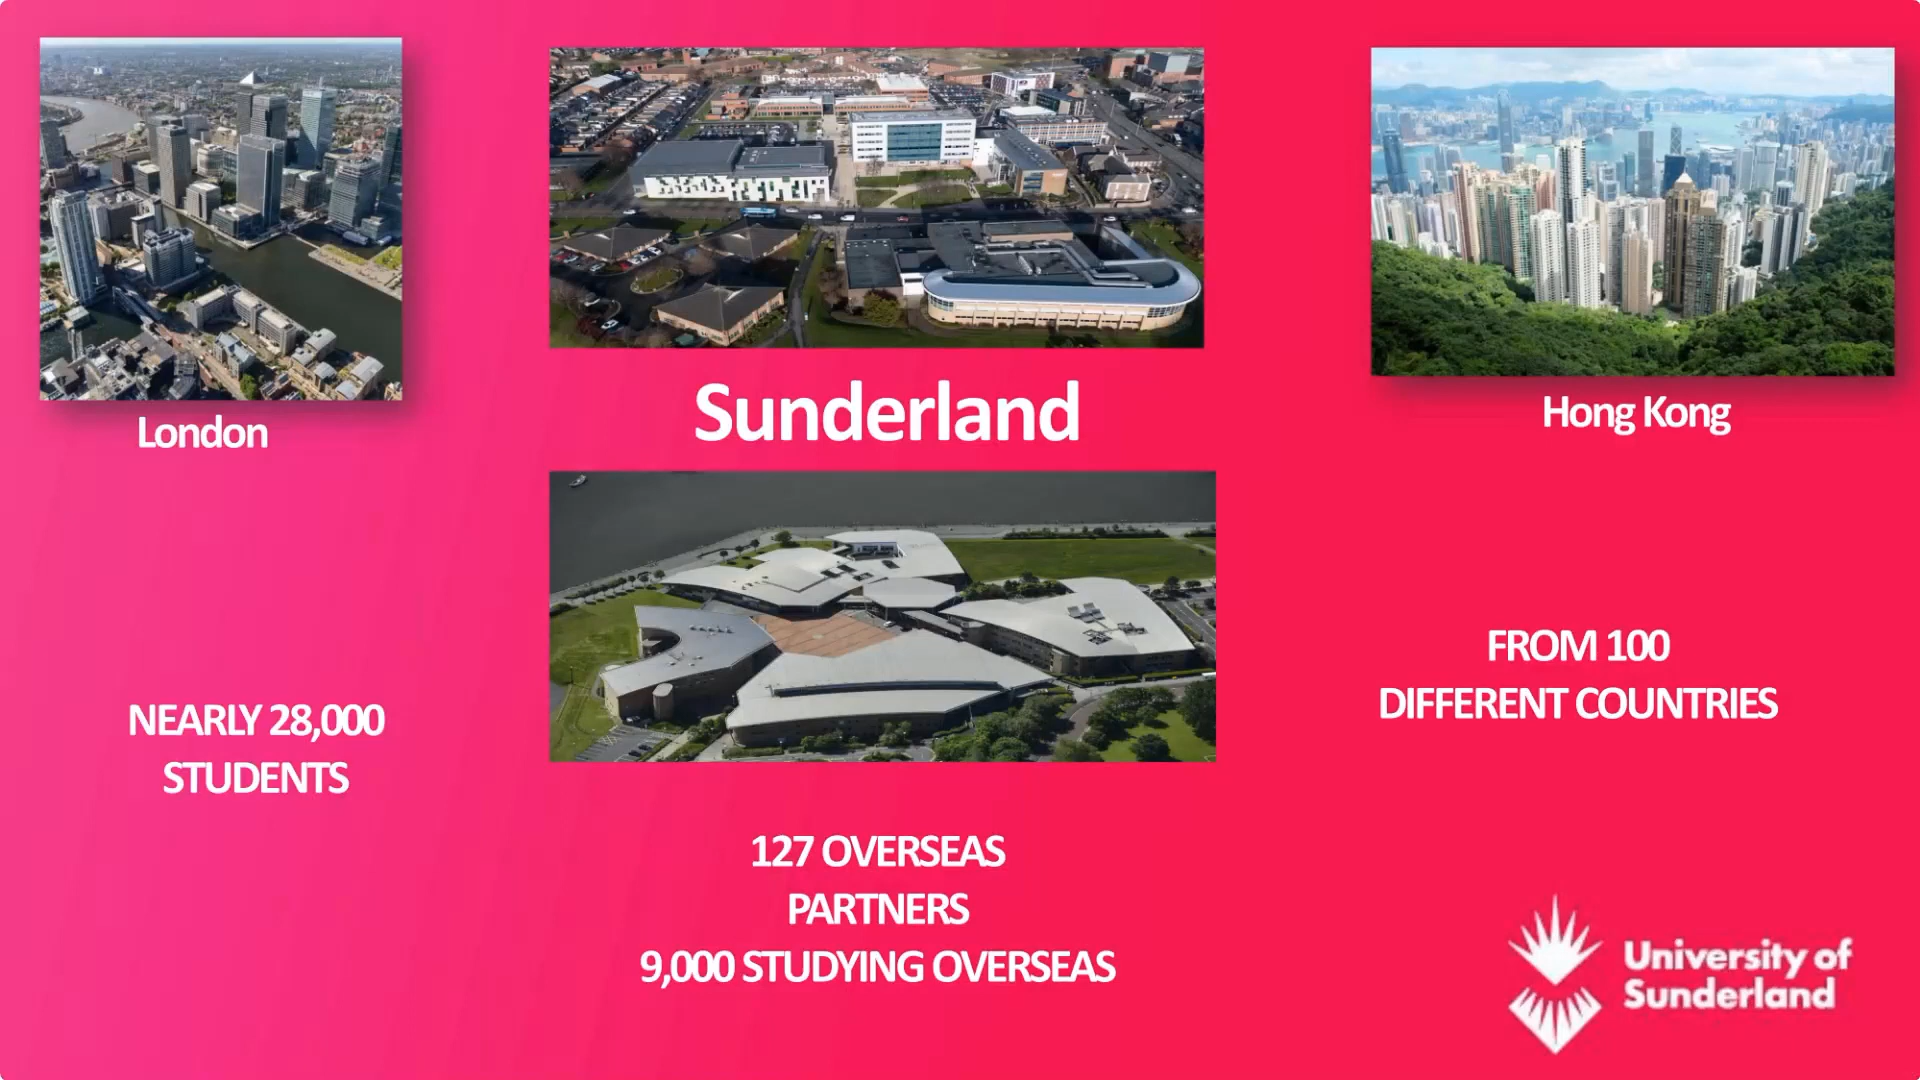 London
Sunderland
Hong Kong
NEARLY 28,000
STUDENTS
127 OVERSEAS
PARTNERS
9,000 STUDYING OVERSEAS
FROM 100
DIFFERENT COUNTRIES
University of
Sunderland